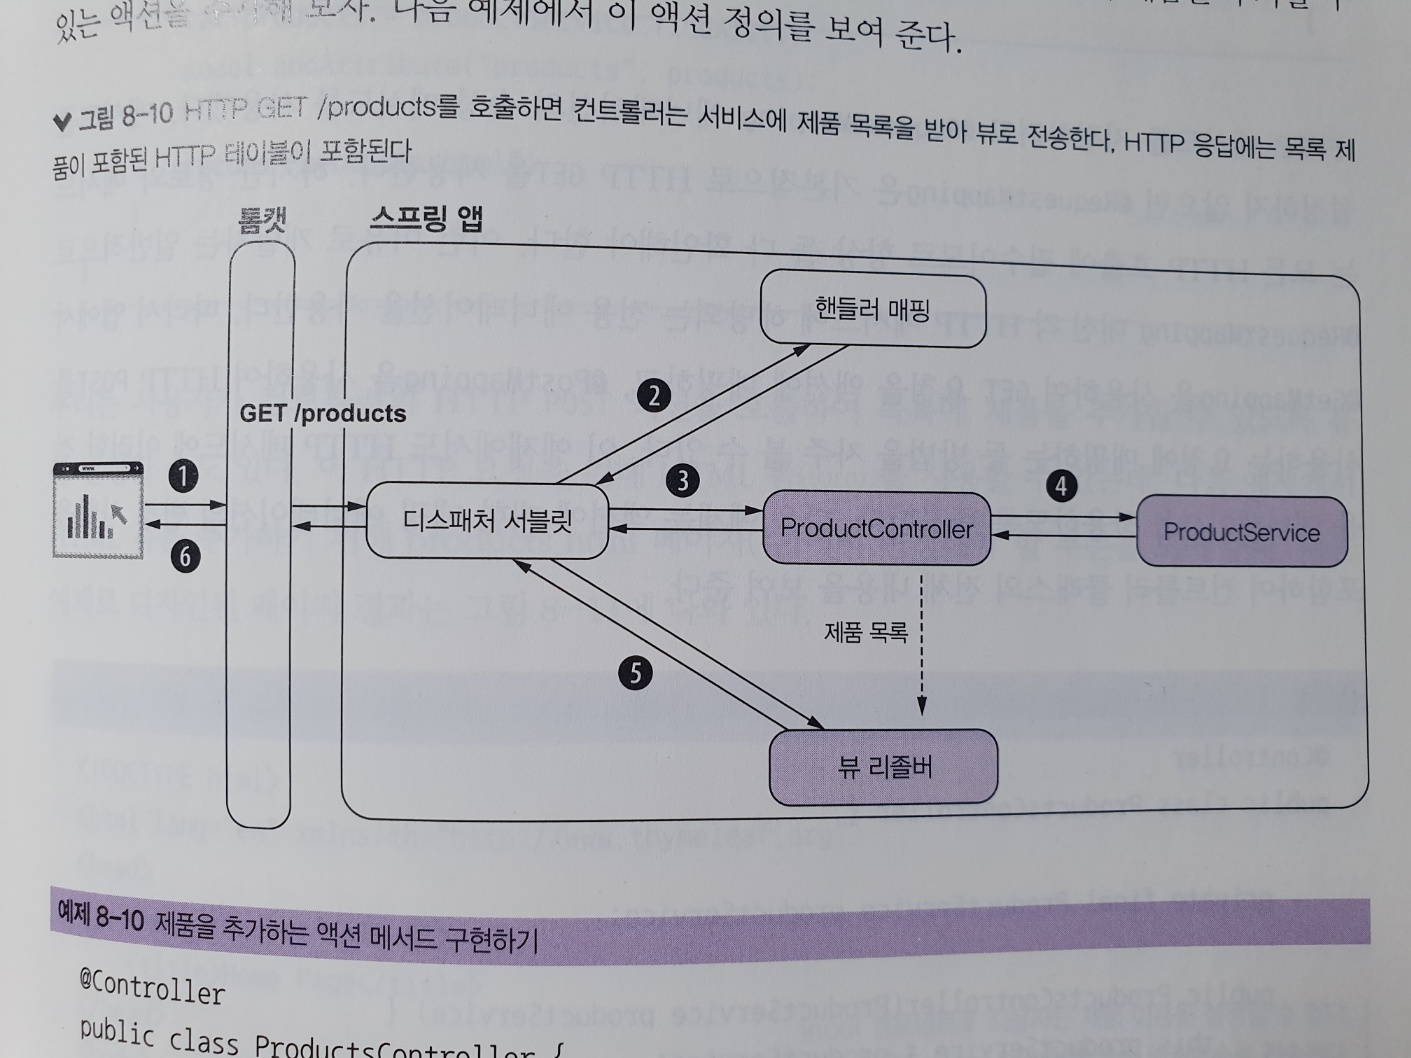 있는 액션을 보자. 다음 예제에서 이 액션 정의를 보여 준다.
그림 8-10 HTTP GET /products를 호출하면 컨트롤러는 서비스에 제품 목록을 받아 뷰로 전송한다, HTTP 응답에는 목록 제
품이 포함된 HTTP 테이블이 포함된다
톰캣 스프링 앱
핸들러 매핑
2
GET /products
www
1 3 4
디스패처 서블릿 ProductController ProductService
6
제품 목록
5
뷰 리졸버
예제 8-10 제품을 추가하는 액션 메서드 구현하기
@Controller
public class ProductsController {